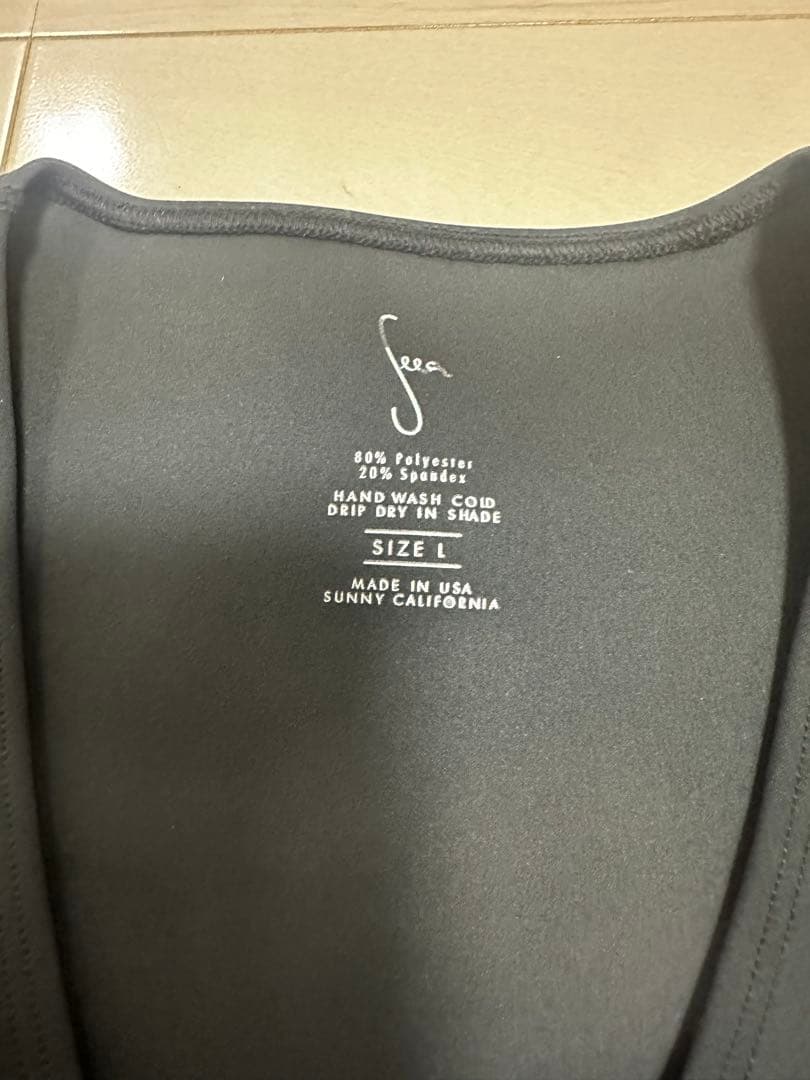 Seea
80% Polyester
20% Spandex
HAND WASH COLD
DRIP DRY IN SHADE
SIZE L
MADE IN USA
SUNNY CALIFORNIA